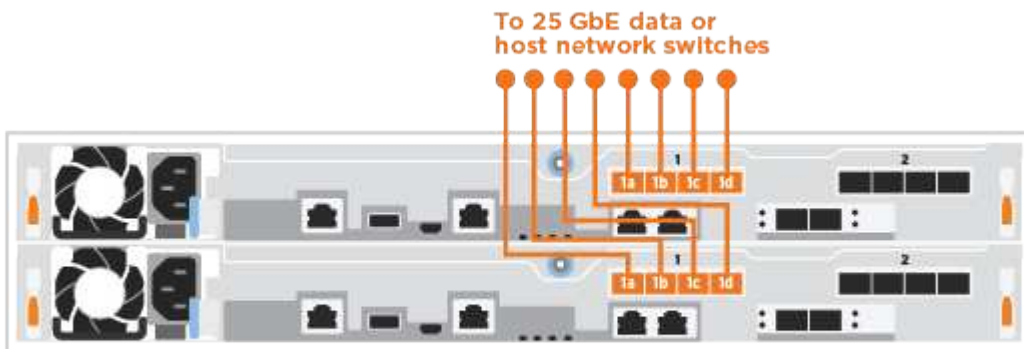 To 25 GbE data or
host network switches
1 2
1a 1b 1c 1d
1 2
1a 1b 1c 1d